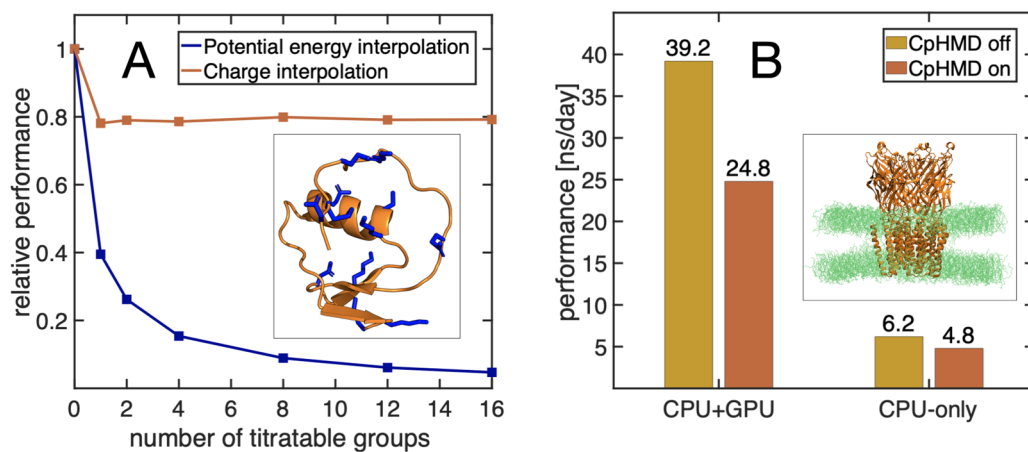 A
Potential energy interpolation
Charge interpolation
relative performance
1
0.8
0.6
0.4
0.2
0 2 4 6 8 10 12 14 16
number of titratable groups
B
CpHMD off
CpHMD on
performance [ns/day]
40
35
30
25
20
15
10
5
39.2
24.8
6.2
4.8
CPU+GPU CPU-only